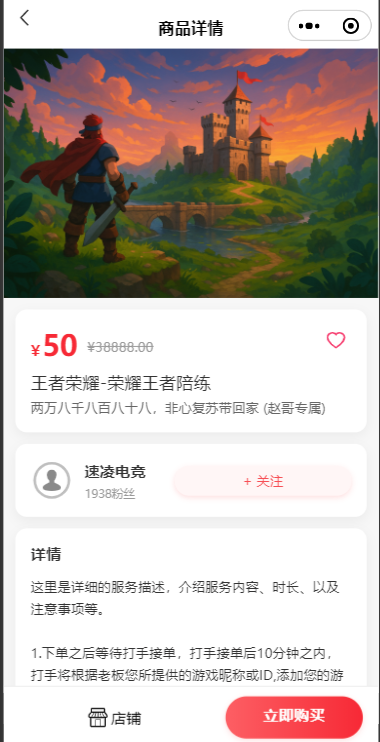 商品详情
¥50 ¥38888.00
王者荣耀-荣耀王者陪练
两万八千八百八十八，非心复苏带回家 (赵哥专属)
速凌电竞
1938粉丝
+ 关注
详情
这里是详细的服务描述，介绍服务内容、时长、以及
注意事项等。
1.下单之后等待打手接单，打手接单后10分钟之内，
打手将根据老板您所提供的游戏昵称或ID,添加您的游
店铺
立即购买